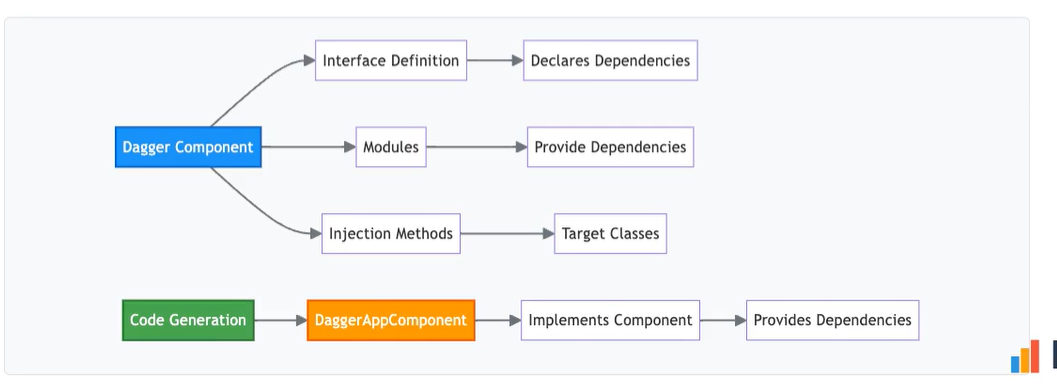 Interface Definition
Declares Dependencies
Dagger Component
Modules
Provide Dependencies
Injection Methods
Target Classes
Code Generation
DaggerAppComponent
Implements Component
Provides Dependencies